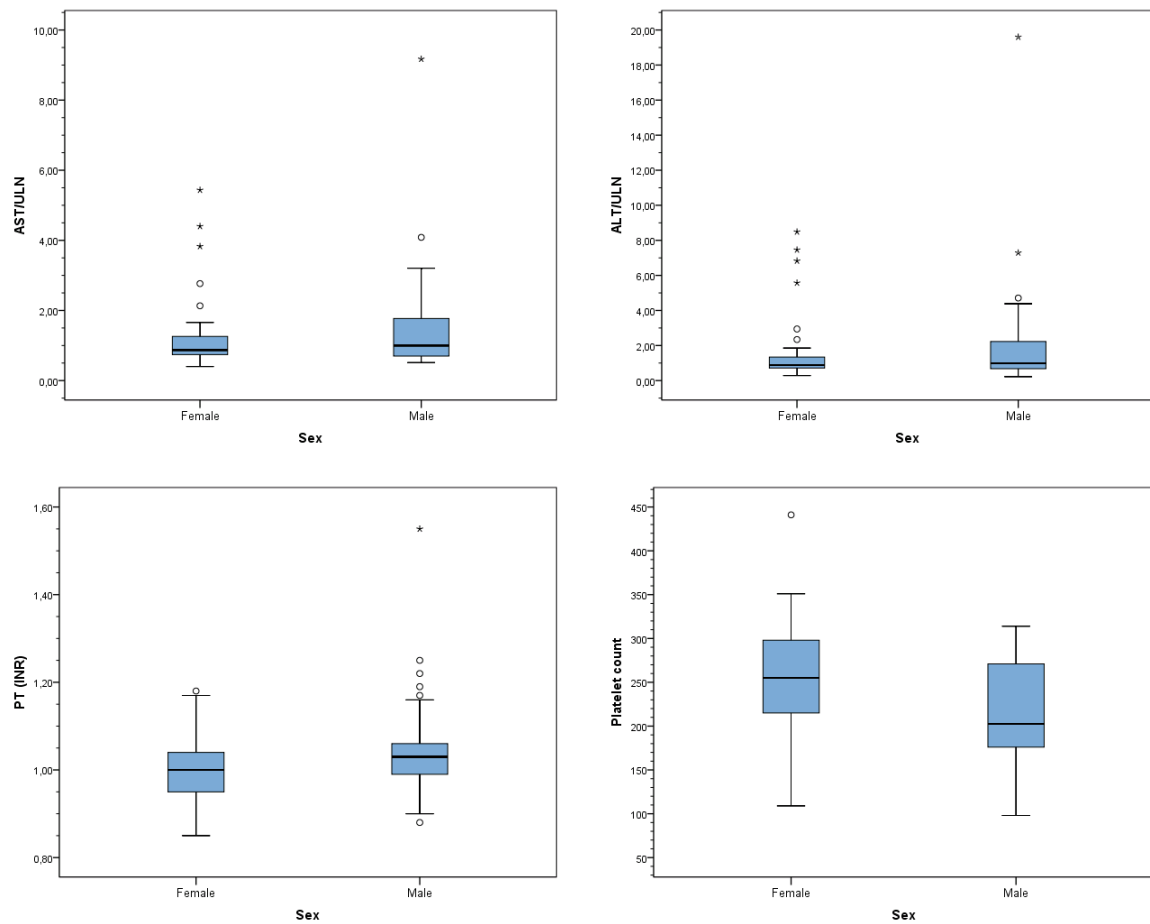 AST/ULN
10,00
8,00
6,00
4,00
2,00
0,00
Female
Male
Sex
ALT/ULN
20,00
18,00
16,00
14,00
12,00
10,00
8,00
6,00
4,00
2,00
0,00
Female
Male
Sex
PT (INR)
1,60
1,40
1,20
1,00
0,80
Female
Male
Sex
Platelet count
450
400
350
300
250
200
150
100
50
Female
Male
Sex